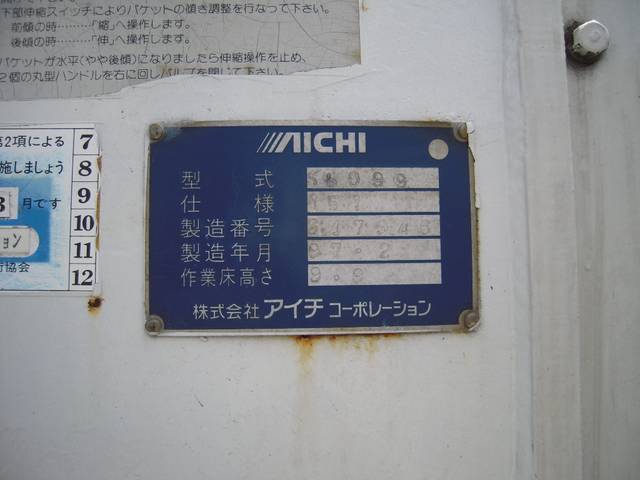 下部伸縮スイッチによりバケットの傾き調整を行なって下さい。
前傾の時………「縮」へ操作します。
後傾の時………「伸」へ操作します。
バケットが水平(やや後傾)になりましたら伸縮操作を止め、
2個の丸型ハンドルを右に回しバルブを閉じて下さい。
第2項による
施しましょう
3 月です
ョン
協会
7
8
9
10
11
12
AICHI
型式
仕様
製造番号
製造年月 87.2
作業床高さ 9.9
株式会社 アイチ コーポレーション